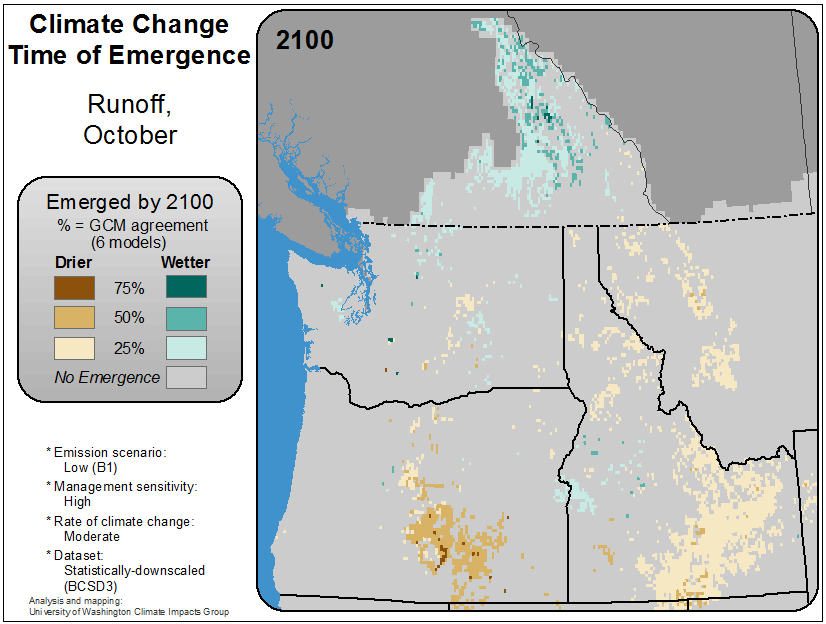 Climate Change
Time of Emergence
2100
Runoff,
October
Emerged by 2100
% = GCM agreement
(6 models)
Drier Wetter
75%
50%
25%
No Emergence
* Emission scenario:
Low (B1)
* Management sensitivity:
High
* Rate of climate change:
Moderate
* Dataset:
Statistically-downscaled
(BCSD3)
Analysis and mapping:
University of Washington Climate Impacts Group